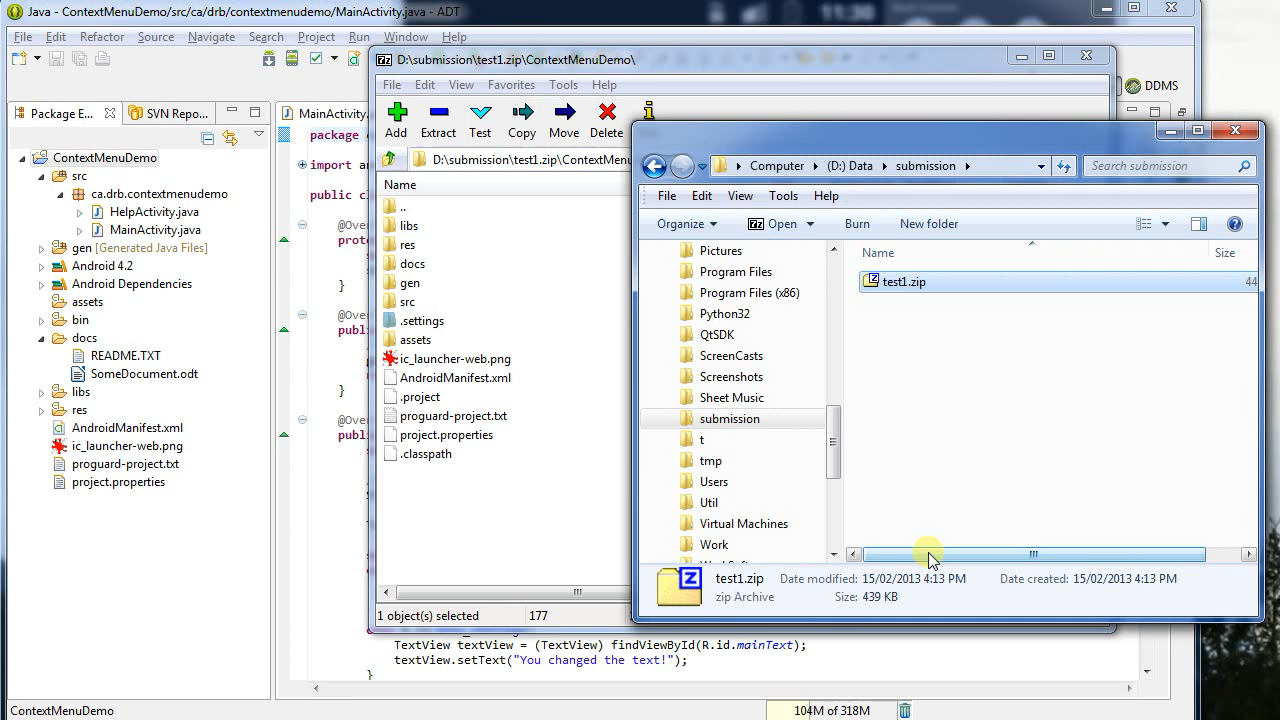 Java - ContextMenuDemo/src/ca/drb/contextmenudemo/MainActivity.java - ADT
11:30
File Edit Refactor Source Navigate Search Project Run Window Help
DDMS
Package E...
SVN Repo...
MainActivity.
ContextMenuDemo
src
ca.drb.contextmenudemo
HelpActivity.java
MainActivity.java
gen [Generated Java Files]
Android 4.2
Android Dependencies
assets
bin
docs
README.TXT
SomeDocument.odt
libs
res
AndroidManifest.xml
ic_launcher-web.png
proguard-project.txt
project.properties
package
import a
public cl
@Over
prote
}
@Over
publi
}
@Over
publi
TextView textView = (TextView) findViewById(R.id.mainText);
textView.setText("You changed the text!");
}
ContextMenuDemo
104M of 318M
D:\submission\test1.zip\ContextMenuDemo\
File Edit View Favorites Tools Help
Add Extract Test Copy Move Delete
D:\submission\test1.zip\ContextMenu
Name
..
libs
res
docs
gen
src
.settings
assets
ic_launcher-web.png
AndroidManifest.xml
.project
proguard-project.txt
project.properties
.classpath
1 object(s) selected
177
Computer (D:) Data submission
Search submission
File Edit View Tools Help
Organize Open Burn New folder
Pictures
Program Files
Program Files (x86)
Python32
QtSDK
ScreenCasts
Screenshots
Sheet Music
submission
t
tmp
Users
Util
Virtual Machines
Work
Name Size
test1.zip 44
test1.zip Date modified: 15/02/2013 4:13 PM Date created: 15/02/2013 4:13 PM
zip Archive Size: 439 KB